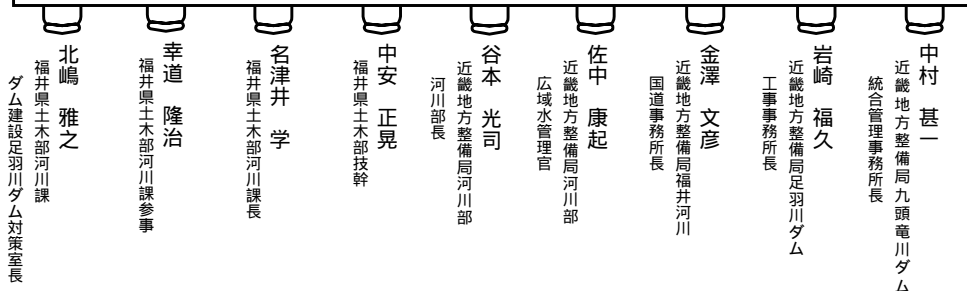 中村　甚一
近畿地方整備局九頭竜川ダム
統合管理事務所長
岩崎　福久
近畿地方整備局足羽川ダム
工事事務所長
金澤　文彦
近畿地方整備局福井河川
国道事務所長
佐中　康起
近畿地方整備局河川部
広域水管理官
谷本　光司
近畿地方整備局河川部
河川部長
中安　正晃
福井県土木部技幹
名津井　学
福井県土木部河川課長
幸道　隆治
福井県土木部河川課参事
北嶋　雅之
福井県土木部河川課
ダム建設足羽川ダム対策室長